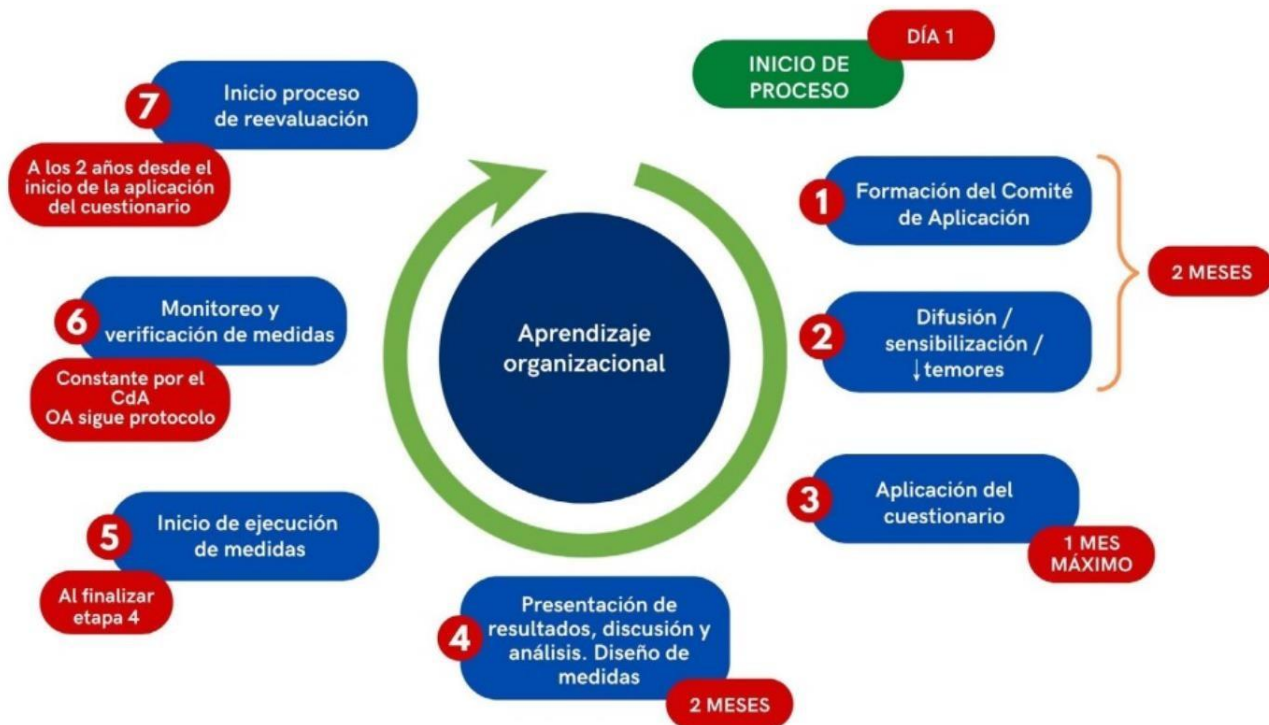 DÍA 1
INICIO DE
PROCESO
1
Formación del Comité
de Aplicación
2
Difusión /
sensibilización /
↓temores
2 MESES
3
Aplicación del
cuestionario
1 MES
MÁXIMO
4
Presentación de
resultados, discusión y
análisis. Diseño de
medidas
2 MESES
5
Inicio de ejecución
de medidas
Al finalizar
etapa 4
6
Monitoreo y
verificación de medidas
Constante por el
CdA
OA sigue protocolo
7
Inicio proceso
de reevaluación
A los 2 años desde el
inicio de la aplicación
del cuestionario
Aprendizaje
organizacional